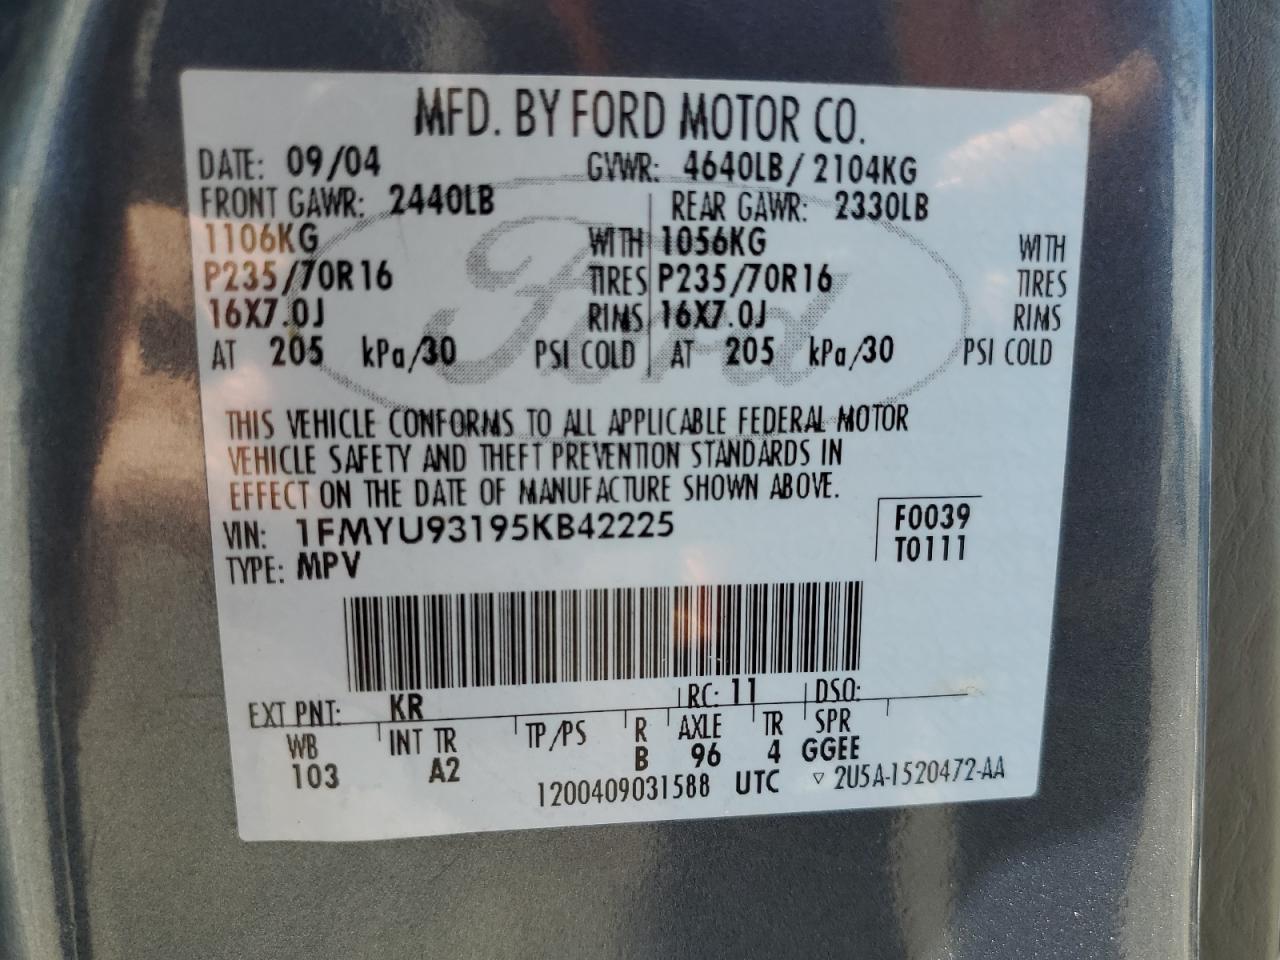 MFD. BY FORD MOTOR CO.
DATE: 09/04 GVWR: 4640LB/ 2104KG
FRONT GAWR: 2440LB REAR GAWR: 2330LB
1106KG WITH 1056KG WITH
P235/70R16 TIRES P235/70R16 TIRES
16X7.0J RIMS 16X7.0J RIMS
AT 205 kPa/30 PSI COLD AT 205 kPa/30 PSI COLD
Ford
THIS VEHICLE CONFORMS TO ALL APPLICABLE FEDERAL MOTOR
VEHICLE SAFETY AND THEFT PREVENTION STANDARDS IN
EFFECT ON THE DATE OF MANUFACTURE SHOWN ABOVE.
VIN: 1FMYU93195KB42225 F0039
TYPE: MPV T0111
EXT PNT: KR RC: 11 DSO:
WB INT TR TP/PS R AXLE TR SPR
103 A2 B 96 4 GGEE
1200409031588 UTC ▽ 2U5A-1520472-AA